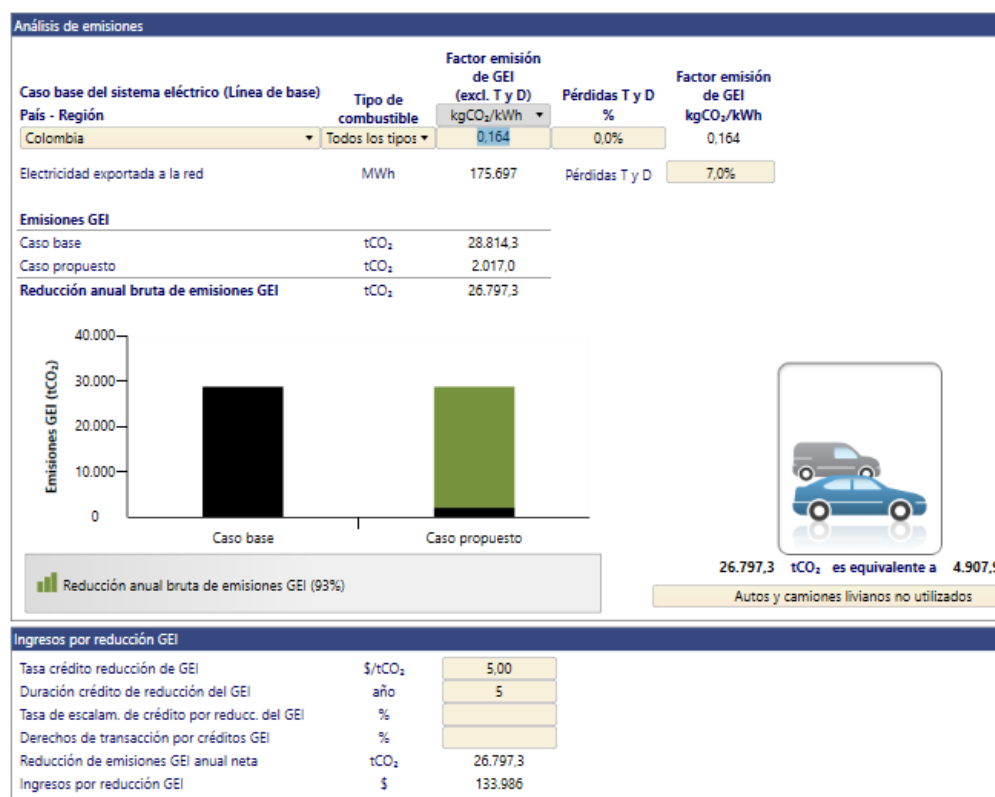 Análisis de emisiones
Factor emisión
de GEI
Caso base del sistema eléctrico (Línea de base) Tipo de (excl. T y D) Pérdidas T y D Factor emisión de GEI
País - Región combustible kgCO₂/kWh % kgCO₂/kWh
Colombia Todos los tipos 0,164 0,0% 0,164
Electricidad exportada a la red MWh 175.697 Pérdidas T y D 7,0%
Emisiones GEI
Caso base tCO₂ 28.814,3
Caso propuesto tCO₂ 2.017,0
Reducción anual bruta de emisiones GEI tCO₂ 26.797,3
Emisiones GEI (tCO₂)
40.000
30.000
20.000
10.000
0
Caso base Caso propuesto
Reducción anual bruta de emisiones GEI (93%)
26.797,3 tCO₂ es equivalente a 4.907,
Autos y camiones livianos no utilizados
Ingresos por reducción GEI
Tasa crédito reducción de GEI $/tCO₂ 5,00
Duración crédito de reducción del GEI año 5
Tasa de escalam. de crédito por reducc. del GEI %
Derechos de transacción por créditos GEI %
Reducción de emisiones GEI anual neta tCO₂ 26.797,3
Ingresos por reducción GEI $ 133.986